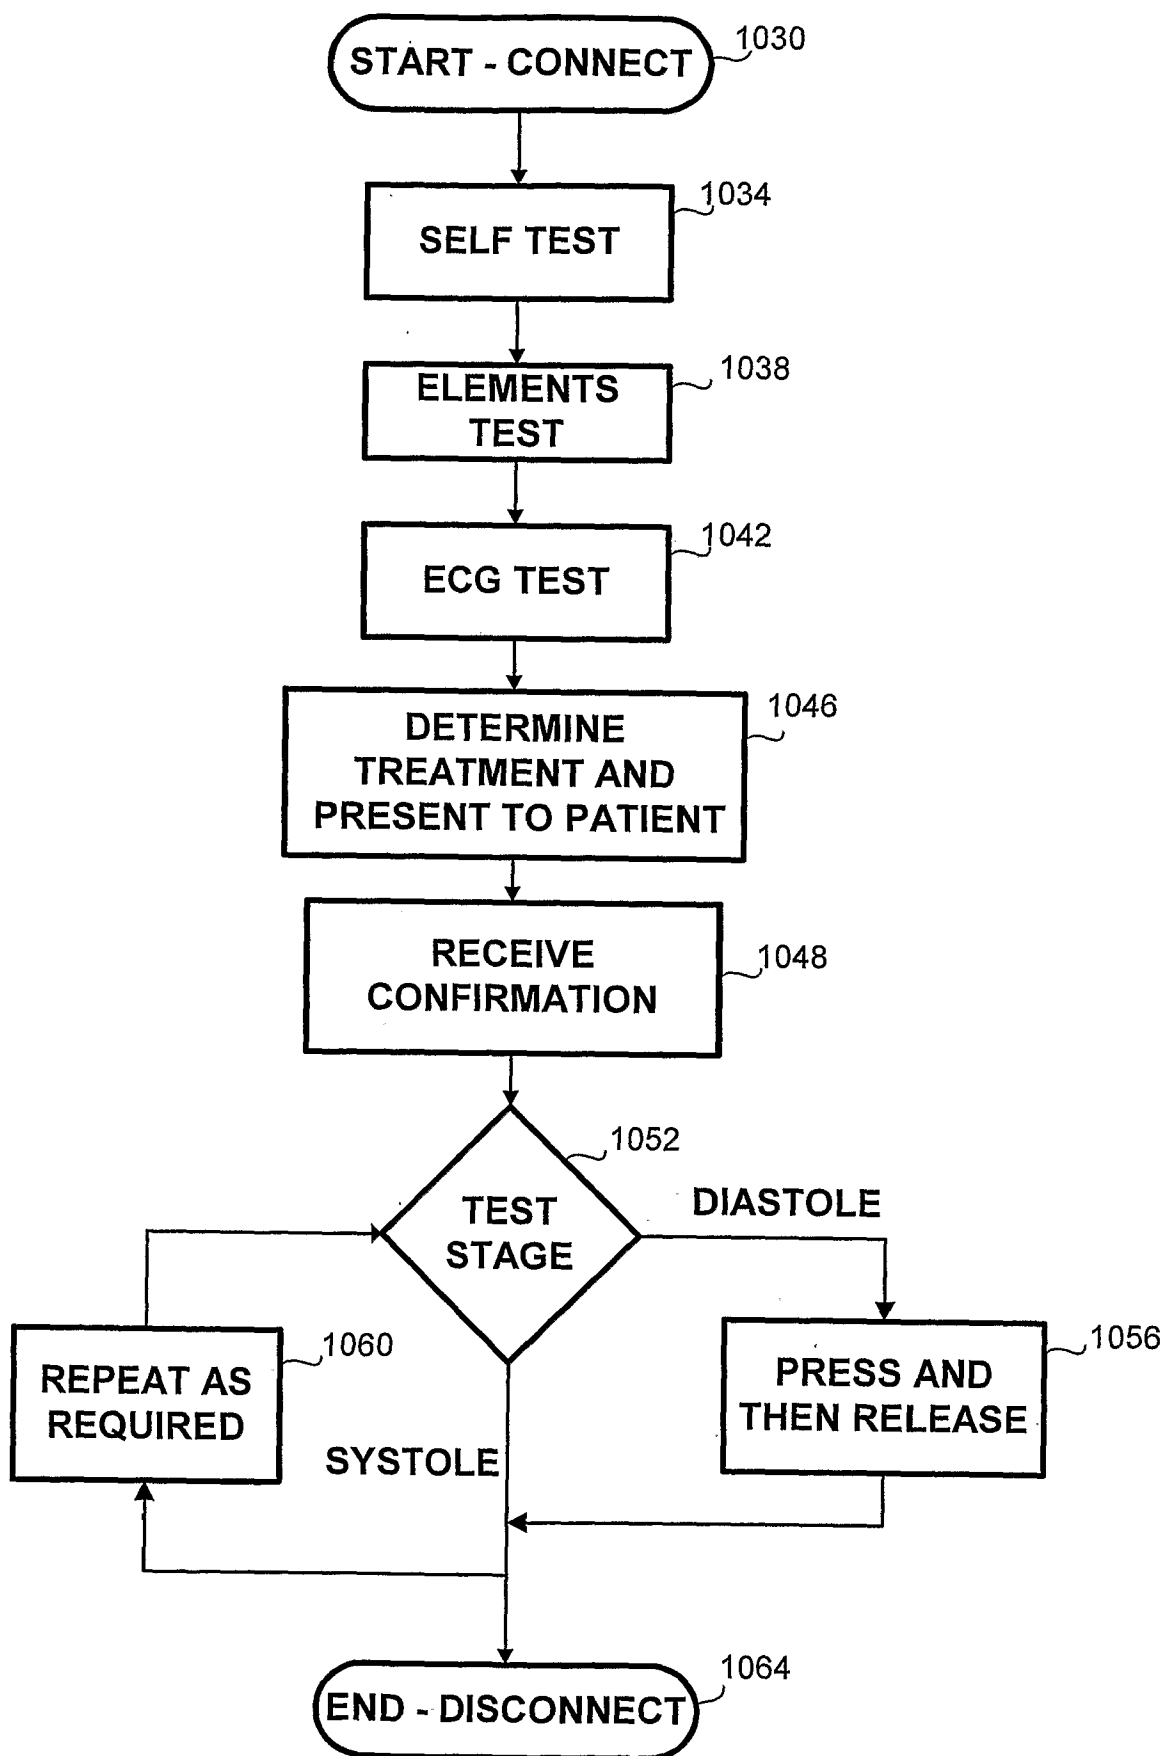 START - CONNECT
1030
SELF TEST
1034
ELEMENTS
TEST
1038
ECG TEST
1042
DETERMINE
TREATMENT AND
PRESENT TO PATIENT
1046
RECEIVE
CONFIRMATION
1048
TEST
STAGE
1052
DIASTOLE
PRESS AND
THEN RELEASE
1056
REPEAT AS
REQUIRED
1060
SYSTOLE
END - DISCONNECT
1064